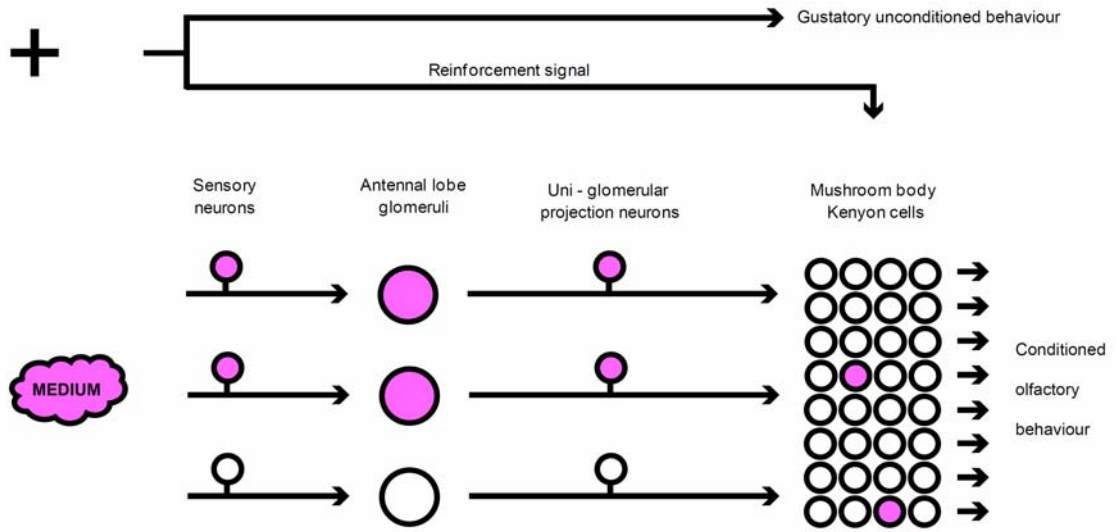 Gustatory unconditioned behaviour
Reinforcement signal
Sensory
neurons
Antennal lobe
glomeruli
Uni - glomerular
projection neurons
Mushroom body
Kenyon cells
MEDIUM
Conditioned
olfactory
behaviour